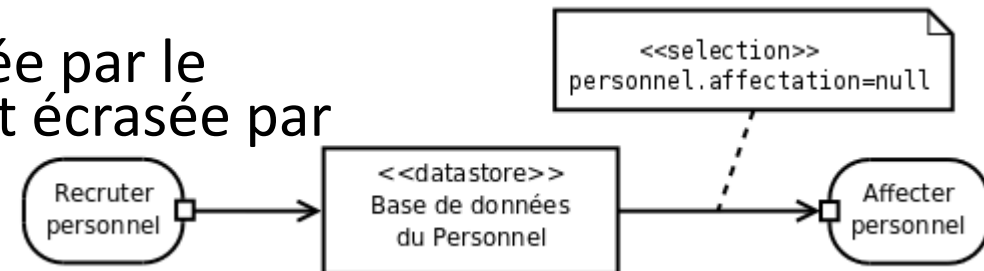 ée par le
t écrasée par
<<selection>>
personnel.affectation=null
Recruter
personnel
<<datastore>>
Base de données
du Personnel
Affecter
personnel